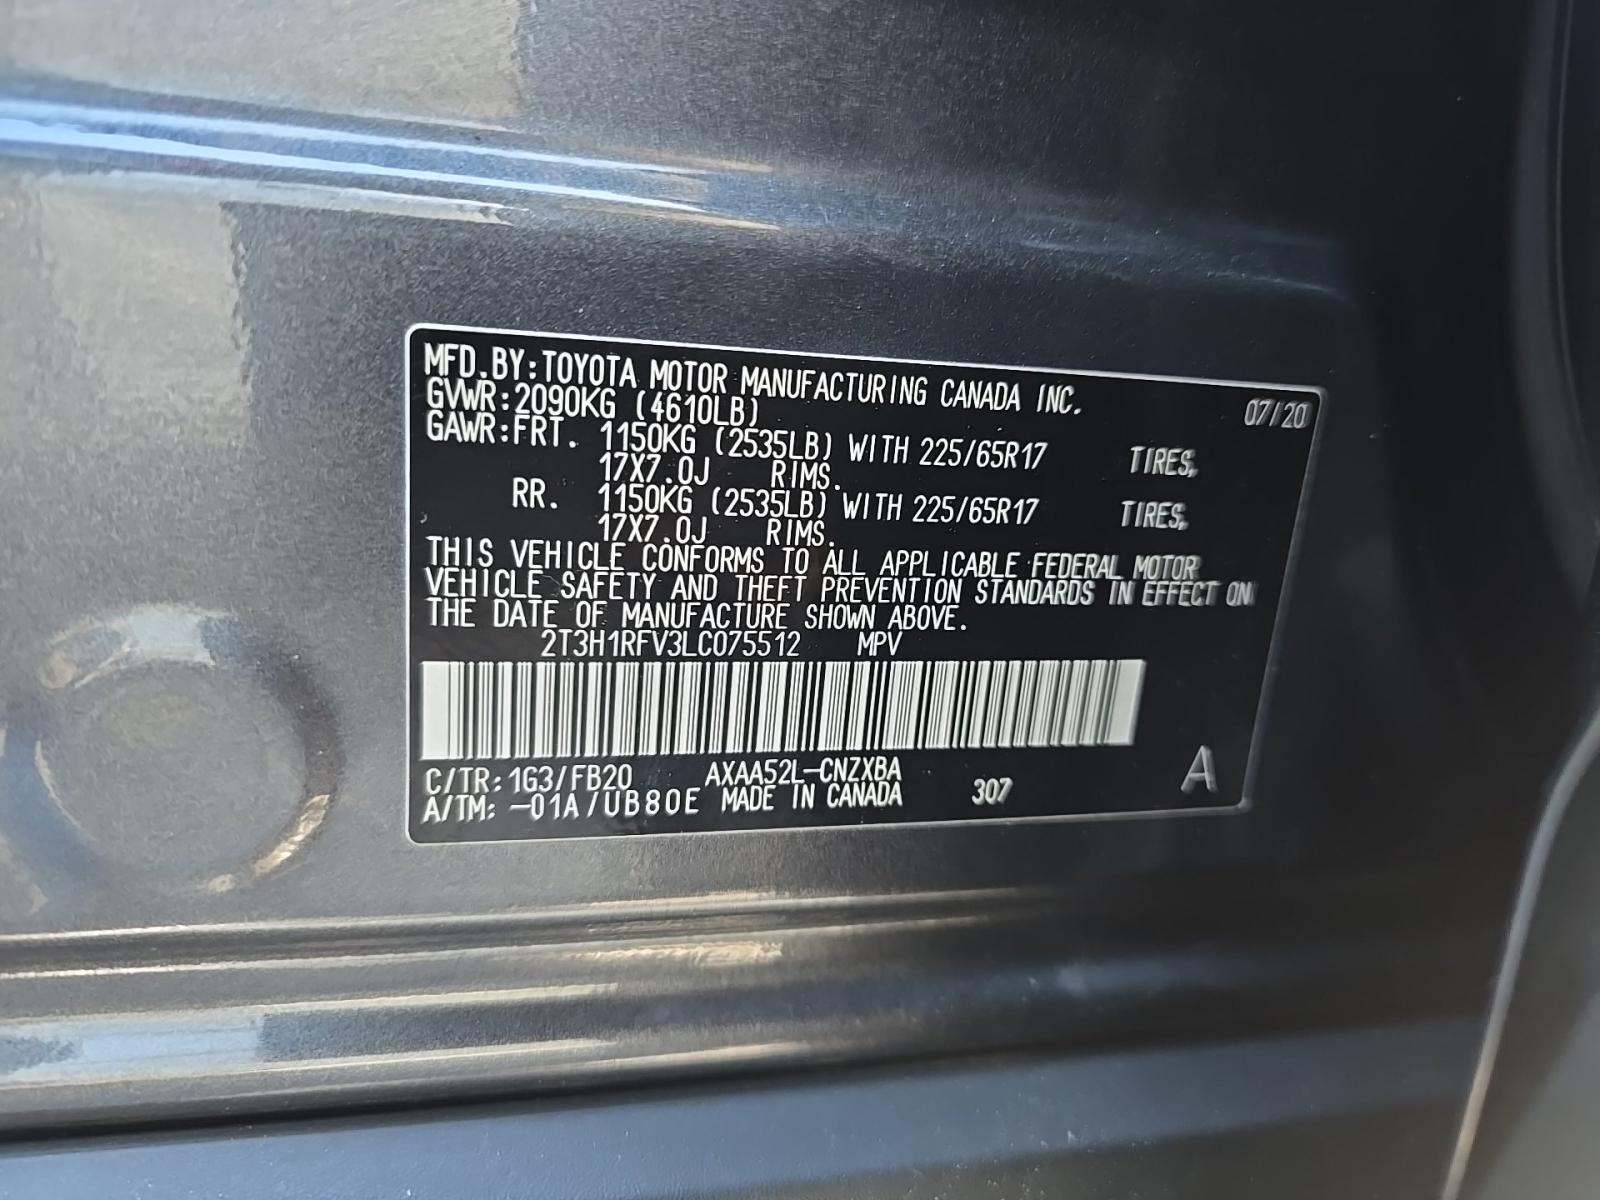 MFD.BY:TOYOTA MOTOR MANUFACTURING CANADA INC. 07/20
GVWR:2090KG (4610LB)
GAWR:FRT. 1150KG (2535LB) WITH 225/65R17 TIRES,
17X7.0J RIMS.
RR. 1150KG (2535LB) WITH 225/65R17 TIRES,
17X7.0J RIMS.
THIS VEHICLE CONFORMS TO ALL APPLICABLE FEDERAL MOTOR
VEHICLE SAFETY AND THEFT PREVENTION STANDARDS IN EFFECT ON
THE DATE OF MANUFACTURE SHOWN ABOVE.
2T3H1RFV3LC075512 MPV
C/TR:1G3/FB20 AXAA52L-CNZXBA 307 A
A/TM:-01A/UB80E MADE IN CANADA